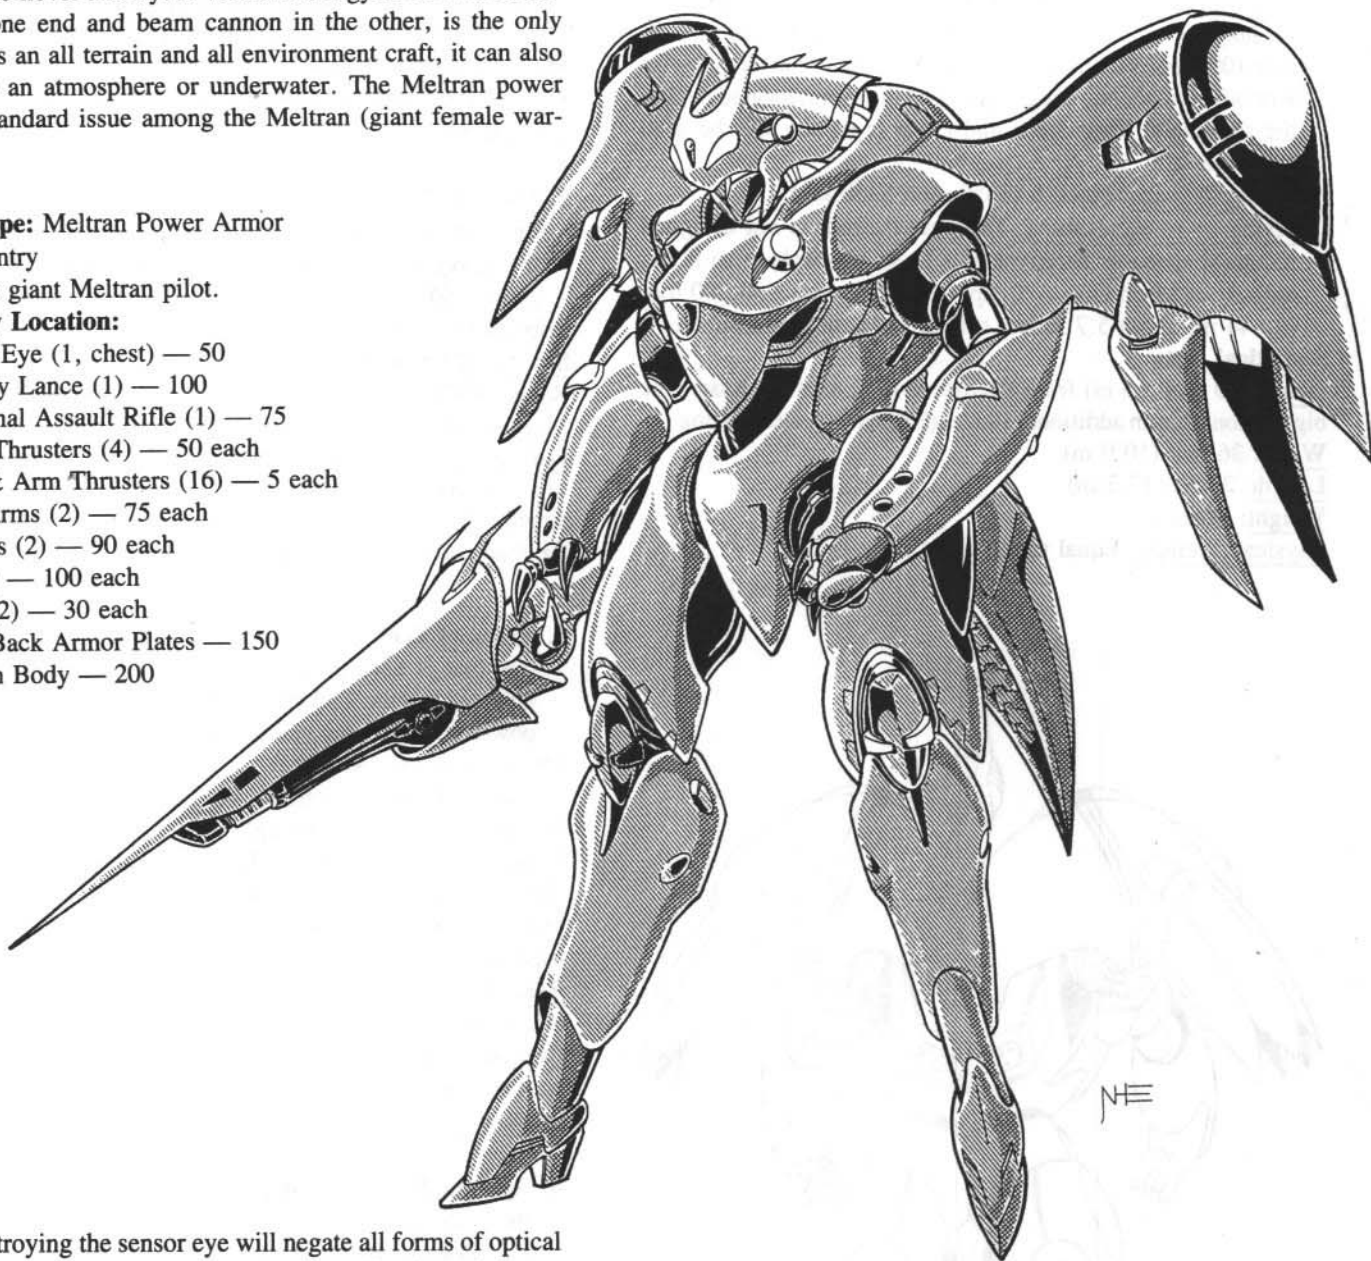 one end and beam cannon in the other, is the only
s an all terrain and all environment craft, it can also
an atmosphere or underwater. The Meltran power
andard issue among the Meltran (giant female war-
pe: Meltran Power Armor
ntry
giant Meltran pilot.
Location:
Eye (1, chest) — 50
y Lance (1) — 100
nal Assault Rifle (1) — 75
Thrusters (4) — 50 each
Arm Thrusters (16) — 5 each
rms (2) — 75 each
s (2) — 90 each
— 100 each
2) — 30 each
Back Armor Plates — 150
n Body — 200
NHE
troying the sensor eye will negate all forms of optical